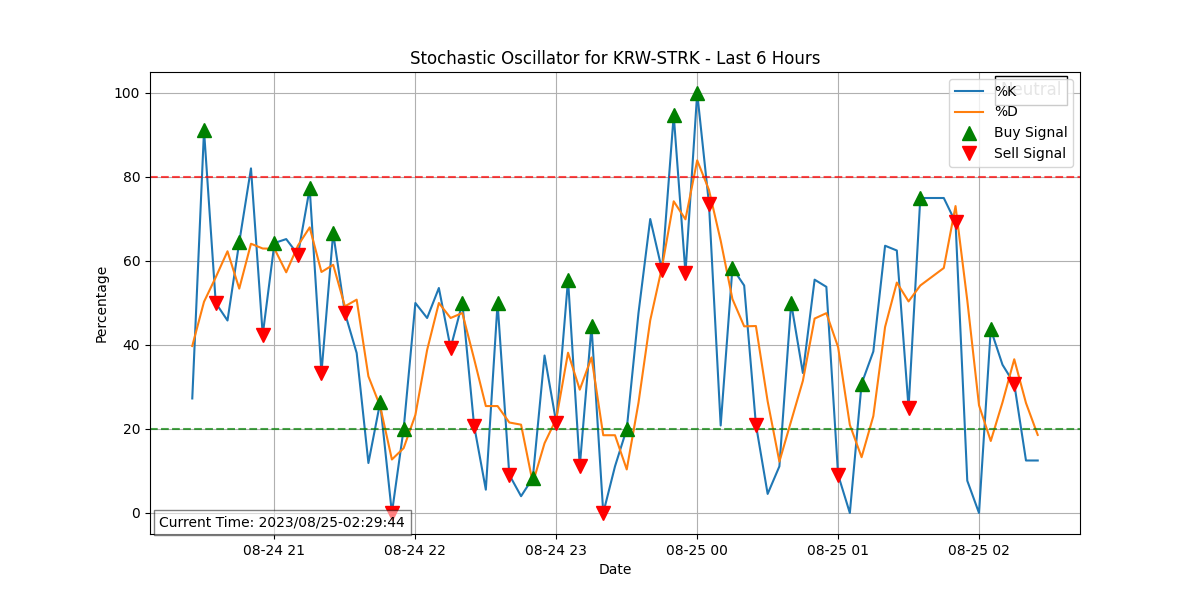 Stochastic Oscillator for KRW-STRK - Last 6 Hours
Neutral
%K
%D
Buy Signal
Sell Signal
100
80
60
40
20
0
Percentage
Current Time: 2023/08/25-02:29:44
08-24 21
08-24 22
08-24 23
08-25 00
08-25 01
08-25 02
Date